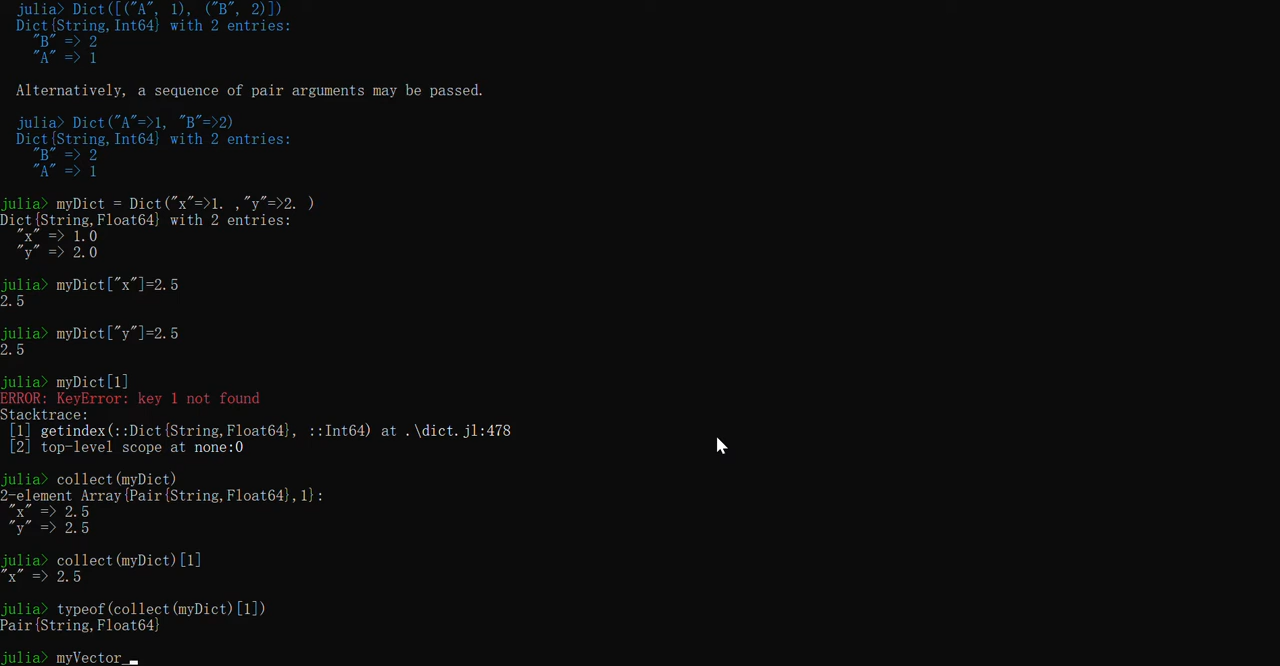 julia> Dict([("A", 1), ("B", 2)])
Dict{String,Int64} with 2 entries:
"B" => 2
"A" => 1
Alternatively, a sequence of pair arguments may be passed.
julia> Dict("A"=>1, "B"=>2)
Dict{String,Int64} with 2 entries:
"B" => 2
"A" => 1
julia> myDict = Dict("x"=>1. ,"y"=>2. )
Dict{String,Float64} with 2 entries:
"x" => 1.0
"y" => 2.0
julia> myDict["x"]=2.5
2.5
julia> myDict["y"]=2.5
2.5
julia> myDict[1]
ERROR: KeyError: key 1 not found
Stacktrace:
[1] getindex(::Dict{String,Float64}, ::Int64) at .\dict.jl:478
[2] top-level scope at none:0
julia> collect(myDict)
2-element Array{Pair{String,Float64},1}:
"x" => 2.5
"y" => 2.5
julia> collect(myDict)[1]
"x" => 2.5
julia> typeof(collect(myDict)[1])
Pair{String,Float64}
julia> myVector_